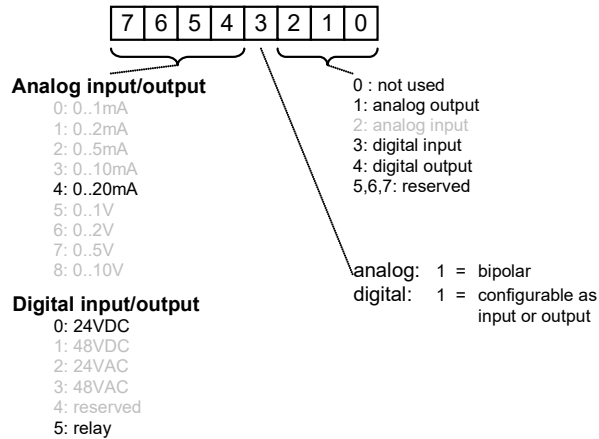 7 6 5 4 3 2 1 0
Analog input/output
0: 0..1mA
1: 0..2mA
2: 0..5mA
3: 0..10mA
4: 0..20mA
5: 0..1V
6: 0..2V
7: 0..5V
8: 0..10V
Digital input/output
0: 24VDC
1: 48VDC
2: 24VAC
3: 48VAC
4: reserved
5: relay
0 : not used
1: analog output
2: analog input
3: digital input
4: digital output
5,6,7: reserved
analog: 1 = bipolar
digital: 1 = configurable as
input or output